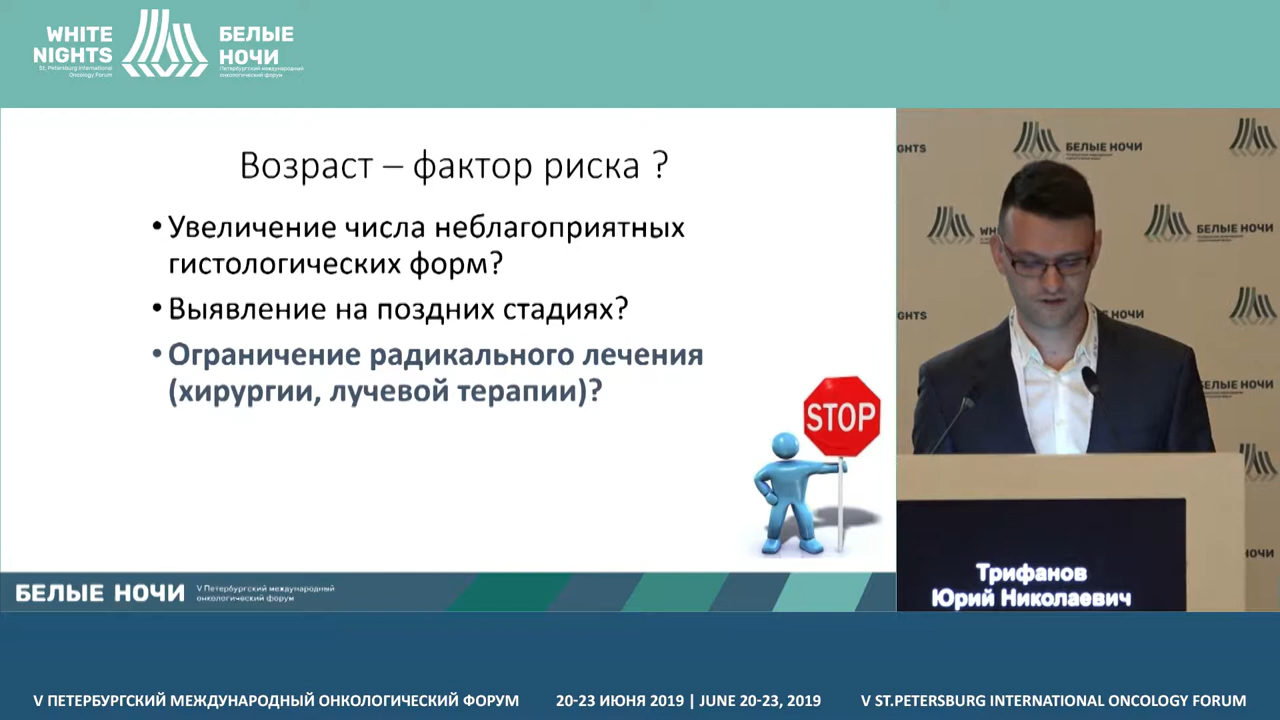 WHITE
NIGHTS
St. Petersburg International
Oncology Forum
БЕЛЫЕ
НОЧИ
Петербургский международный
онкологический форум
Возраст – фактор риска ?
• Увеличение числа неблагоприятных
гистологических форм?
• Выявление на поздних стадиях?
• Ограничение радикального лечения
(хирургии, лучевой терапии)?
STOP
БЕЛЫЕ НОЧИ
V Петербургский международный
онкологический форум
NIGHTS
БЕЛЫЕ НОЧИ
WHITE
БЕЛЫЕ НОЧИ
NIGHTS
НОЧИ
БЕЛЫЕ НОЧИ
НОЧИ
Трифанов
Юрий Николаевич
V ПЕТЕРБУРГСКИЙ МЕЖДУНАРОДНЫЙ ОНКОЛОГИЧЕСКИЙ ФОРУМ
20-23 ИЮНЯ 2019 | JUNE 20-23, 2019
V ST.PETERSBURG INTERNATIONAL ONCOLOGY FORUM